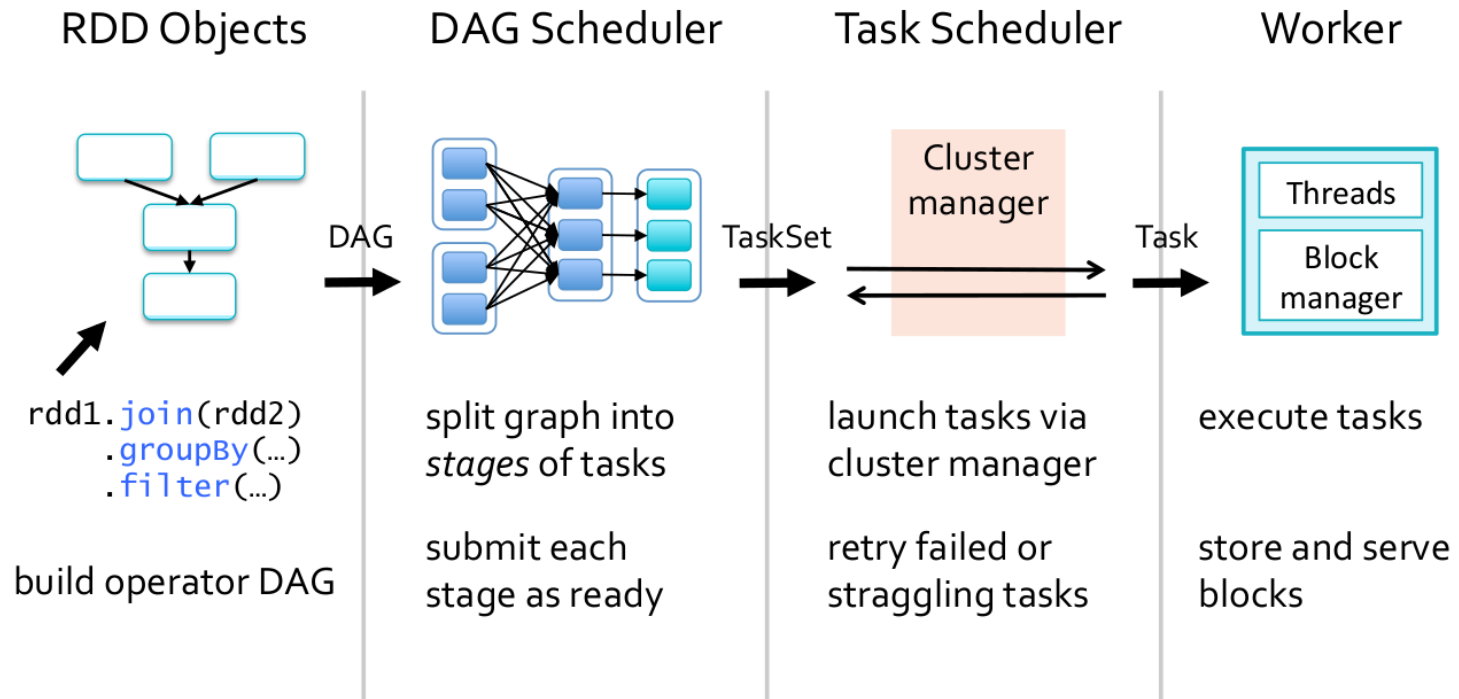 RDD Objects
DAG Scheduler
Task Scheduler
Worker
DAG
TaskSet
Cluster
manager
Task
Threads
Block
manager
rdd1.join(rdd2)
.groupBy(…)
.filter(…)
build operator DAG
split graph into
stages of tasks
submit each
stage as ready
launch tasks via
cluster manager
retry failed or
straggling tasks
execute tasks
store and serve
blocks